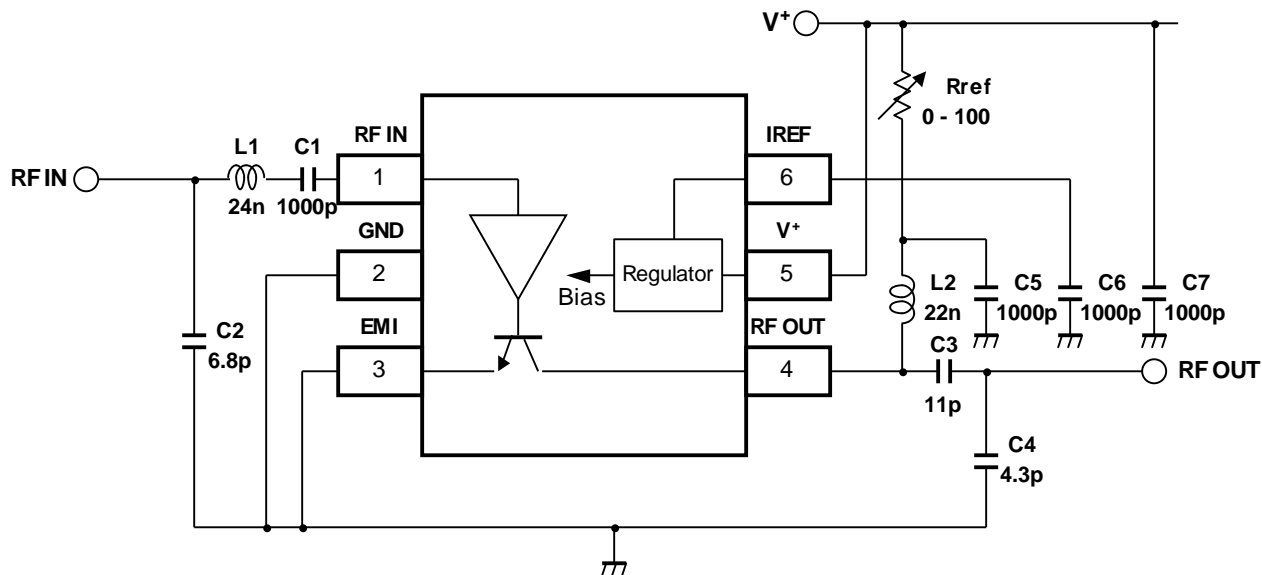 V+
Rref
0 - 100
RF IN
IREF
L1
C1
RF IN
1
6
24n
1000p
GND
V+
2
Regulator
5
Bias
L2
22n
C5
1000p
C6
1000p
C7
1000p
C2
6.8p
EMI
RF OUT
3
4
C3
11p
RF OUT
C4
4.3p